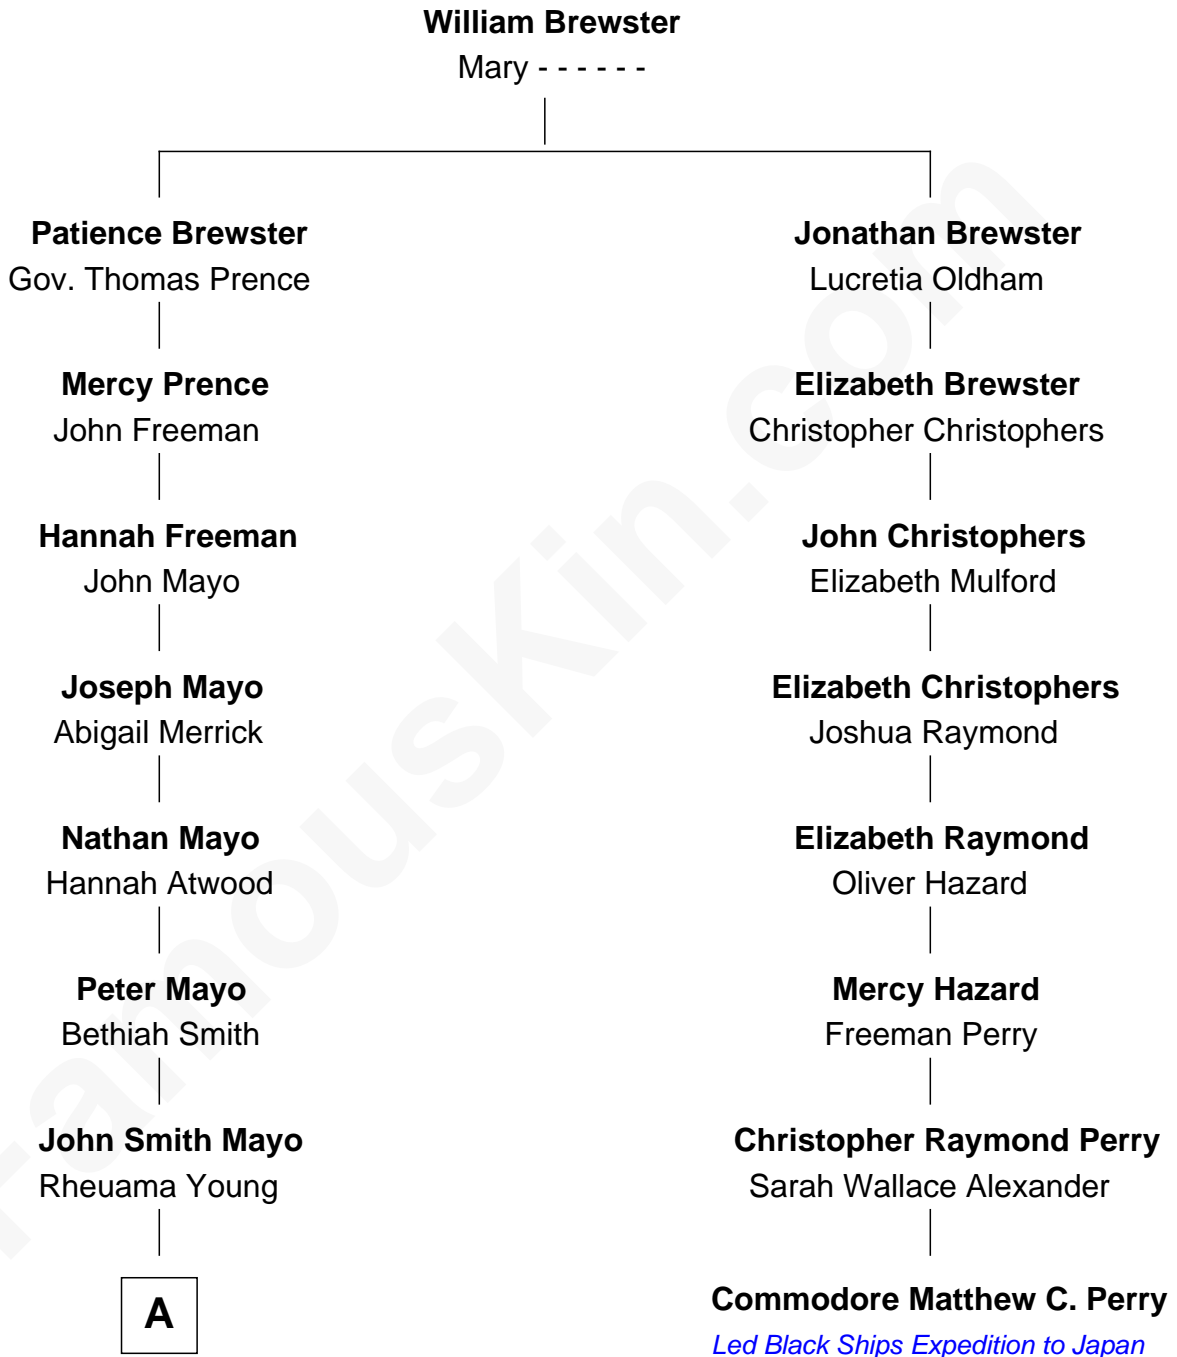 William Brewster
Mary - - - - - -
Patience Brewster
Gov. Thomas Prence
Jonathan Brewster
Lucretia Oldham
Mercy Prence
John Freeman
Elizabeth Brewster
Christopher Christophers
Hannah Freeman
John Mayo
John Christophers
Elizabeth Mulford
Joseph Mayo
Abigail Merrick
Elizabeth Christophers
Joshua Raymond
Nathan Mayo
Hannah Atwood
Elizabeth Raymond
Oliver Hazard
Peter Mayo
Bethiah Smith
Mercy Hazard
Freeman Perry
John Smith Mayo
Rheuama Young
Christopher Raymond Perry
Sarah Wallace Alexander
A
Commodore Matthew C. Perry
Led Black Ships Expedition to Japan
FamousKin.com